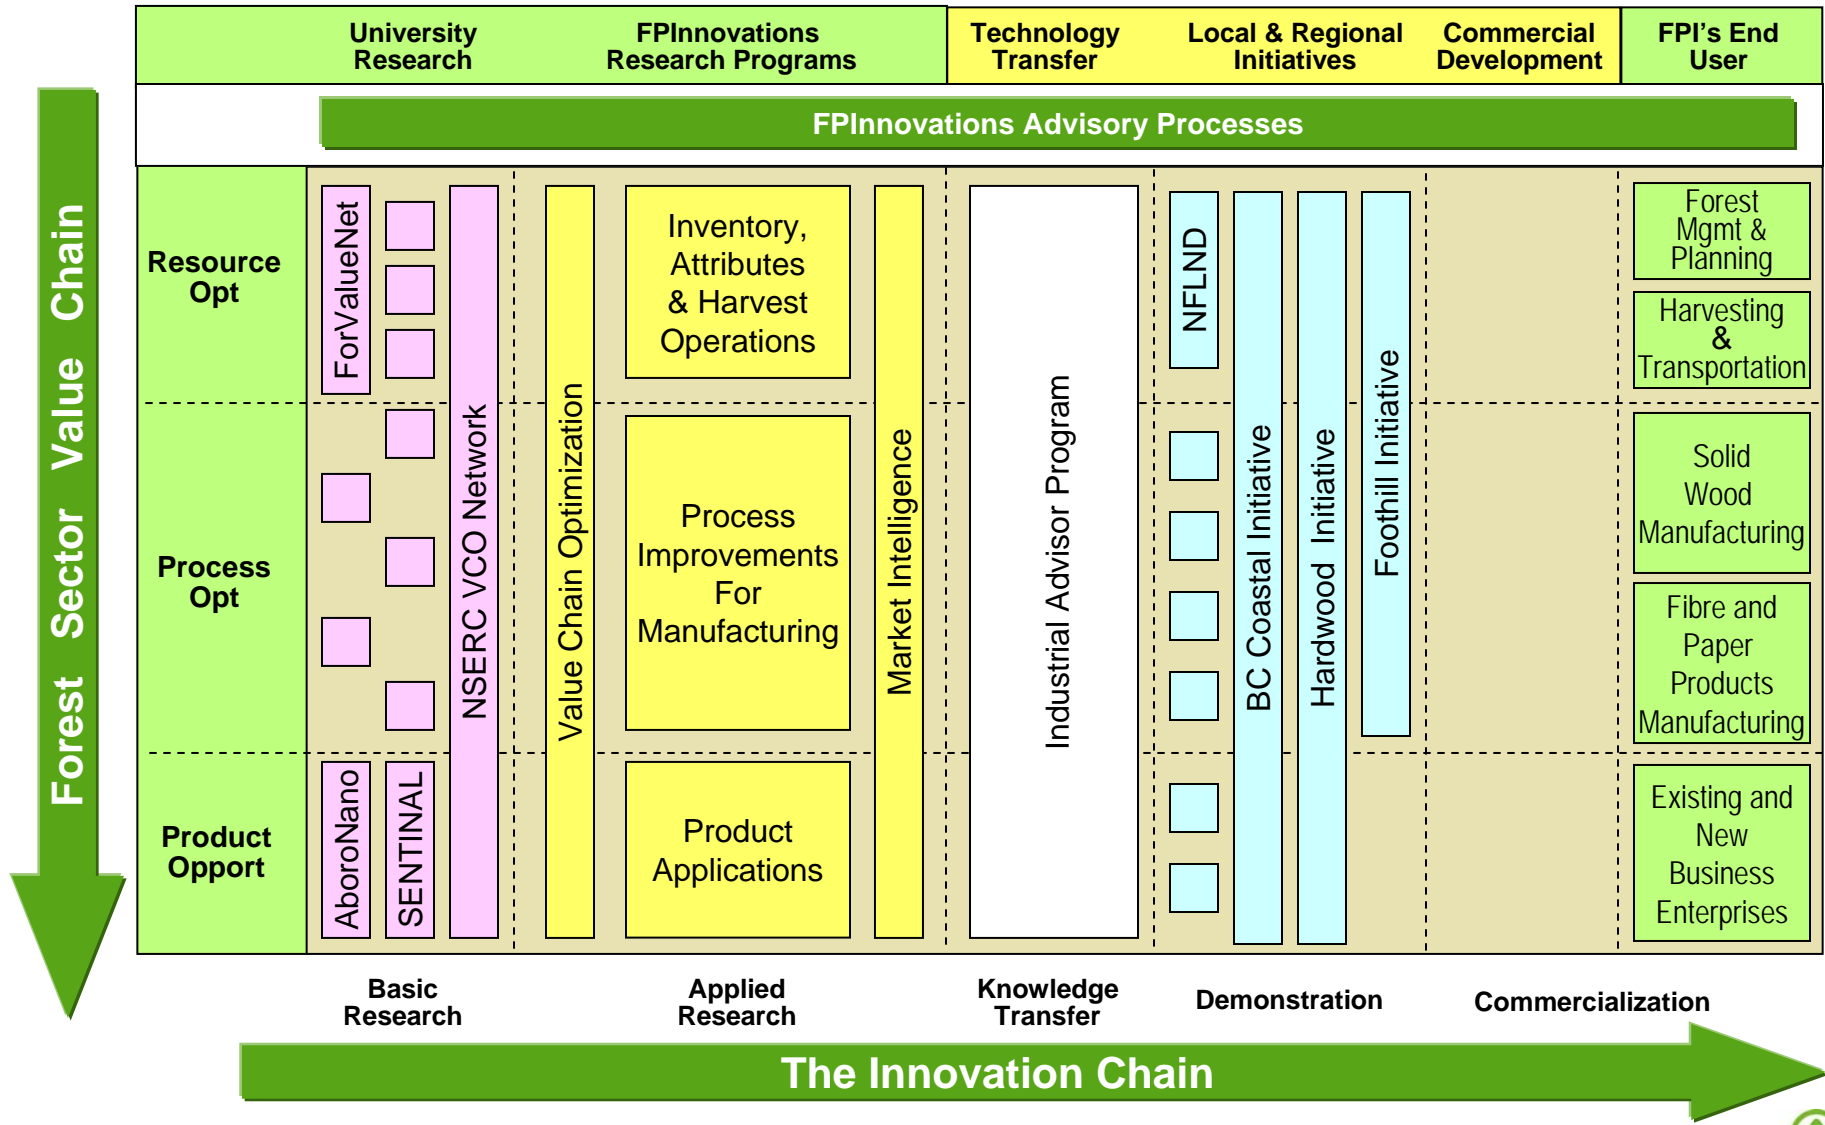 University
Research
FPInnovations
Research Programs
Technology
Transfer
Local & Regional
Initiatives
Commercial
Development
FPI's End
User
FPInnovations Advisory Processes
Forest Sector Value Chain
Resource
Opt
Process
Opt
Product
Opport
ForValueNet
NSERC VCO Network
AboroNano
SENTINAL
Value Chain Optimization
Inventory,
Attributes
& Harvest
Operations
Process
Improvements
For
Manufacturing
Product
Applications
Market Intelligence
Industrial Advisor Program
NFLND
BC Coastal Initiative
Hardwood Initiative
Foothill Initiative
Forest
Mgmt &
Planning
Harvesting
&
Transportation
Solid
Wood
Manufacturing
Fibre and
Paper
Products
Manufacturing
Existing and
New
Business
Enterprises
Basic
Research
Applied
Research
Knowledge
Transfer
Demonstration
Commercialization
The Innovation Chain